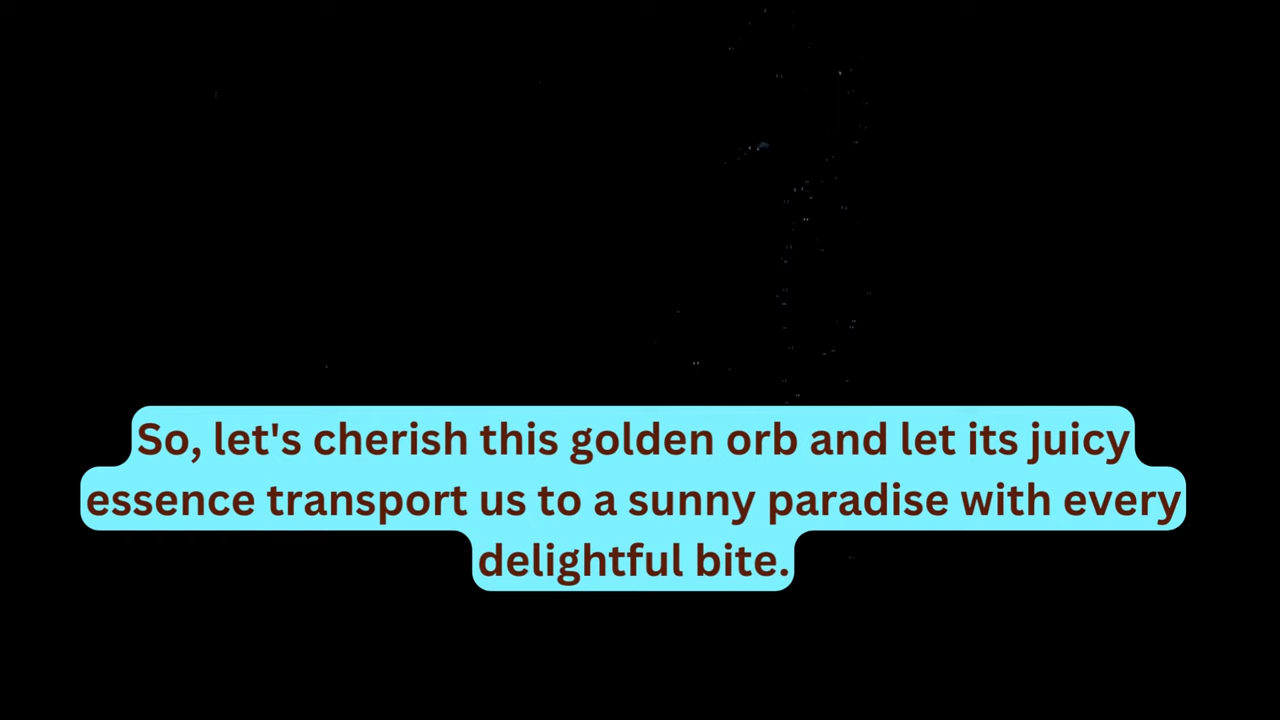 So, let's cherish this golden orb and let its juicy
essence transport us to a sunny paradise with every
delightful bite.